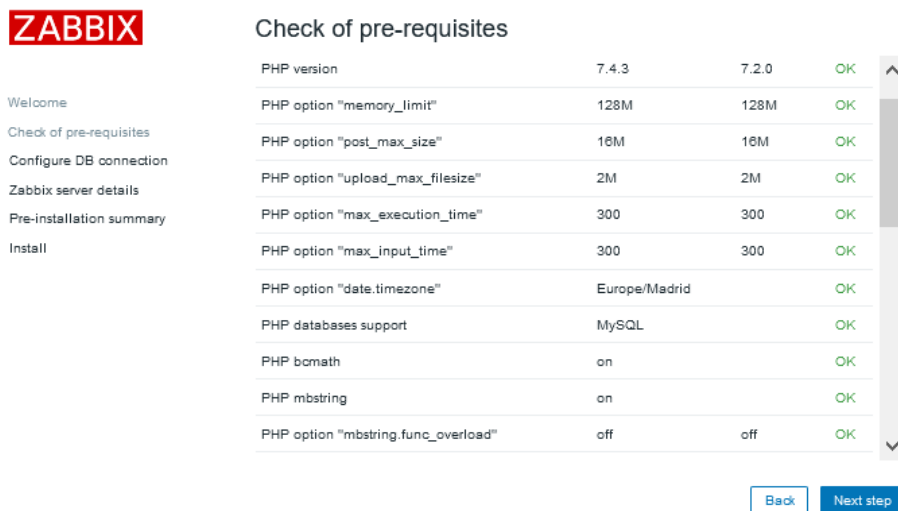 ZABBIX
Check of pre-requisites
Welcome
Check of pre-requisites
Configure DB connection
Zabbix server details
Pre-installation summary
Install
PHP version 7.4.3 7.2.0 OK
PHP option "memory_limit" 128M 128M OK
PHP option "post_max_size" 16M 16M OK
PHP option "upload_max_filesize" 2M 2M OK
PHP option "max_execution_time" 300 300 OK
PHP option "max_input_time" 300 300 OK
PHP option "date.timezone" Europe/Madrid OK
PHP databases support MySQL OK
PHP bcmath on OK
PHP mbstring on OK
PHP option "mbstring.func_overload" off off OK
Back Next step